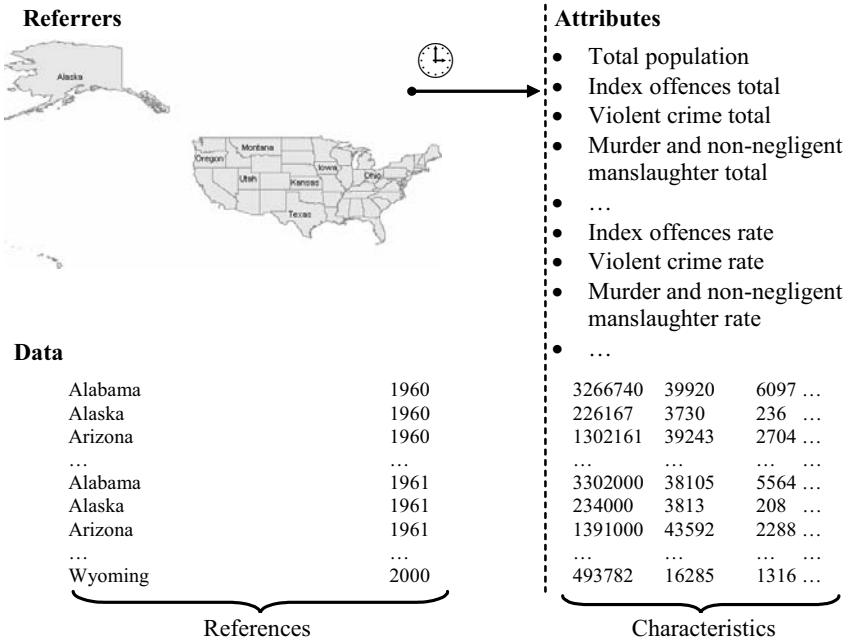 Referrers
Attributes
Alaska
Montana
Oregon
Iowa
Utah
Kansas
Ohio
Texas
• Total population
• Index offences total
• Violent crime total
• Murder and non-negligent
manslaughter total
• …
• Index offences rate
• Violent crime rate
• Murder and non-negligent
manslaughter rate
• …
Data
Alabama 1960 3266740 39920 6097 …
Alaska 1960 226167 3730 236 …
Arizona 1960 1302161 39243 2704 …
… … … … … …
Alabama 1961 3302000 38105 5564 …
Alaska 1961 234000 3813 208 …
Arizona 1961 1391000 43592 2288 …
… … … … … …
Wyoming 2000 493782 16285 1316 …
References
Characteristics